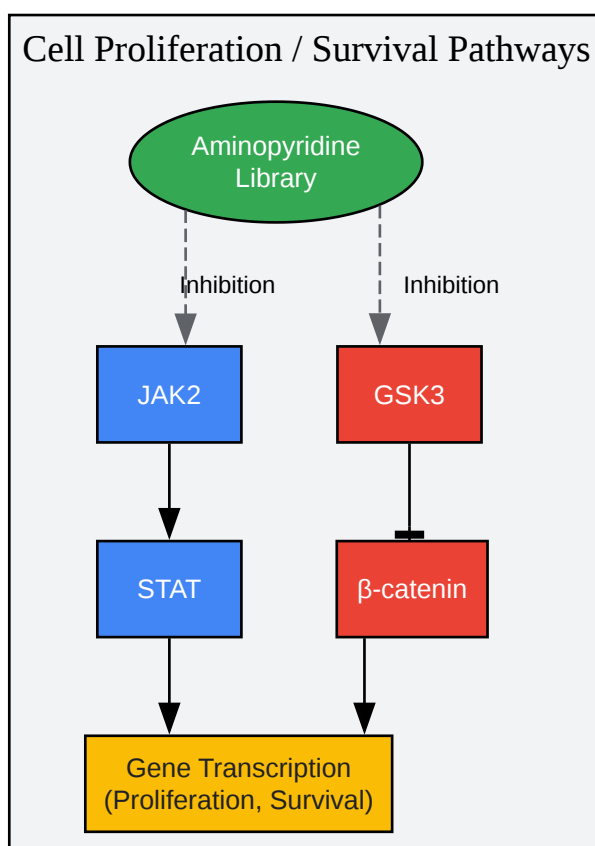 Cell Proliferation / Survival Pathways
Aminopyridine
Library
Inhibition
Inhibition
JAK2
GSK3
STAT
β-catenin
Gene Transcription
(Proliferation, Survival)